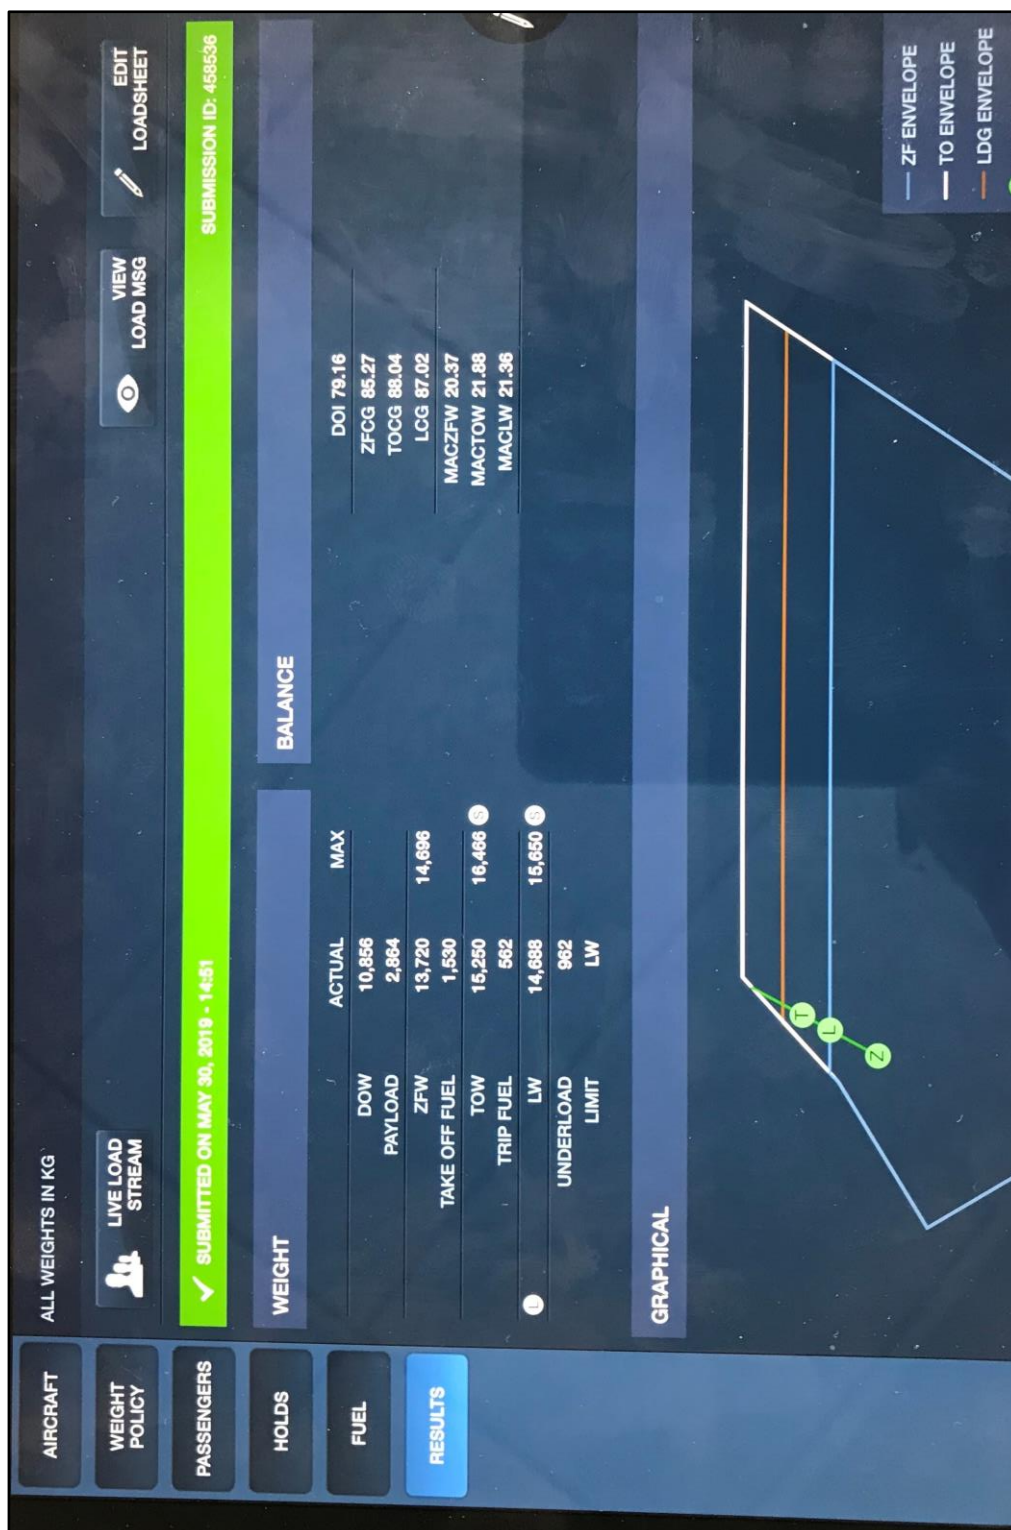 AIRCRAFT
WEIGHT
POLICY
PASSENGERS
HOLDS
FUEL
RESULTS
ALL WEIGHTS IN KG
LIVE LOAD
STREAM
VIEW
LOAD MSG
EDIT
LOADSHEET
SUBMITTED ON MAY 30, 2019 - 14:51 SUBMISSION ID: 458536
WEIGHT
ACTUAL MAX
DOW 10,856
PAYLOAD 2,864
ZFW 13,720 14,696
TAKE OFF FUEL 1,530
TOW 15,250 16,466 S
TRIP FUEL 562
L LW 14,688 15,650 S
UNDERLOAD 962
LIMIT LW
BALANCE
DOI 79.16
ZFCG 85.27
TOCG 88.04
LCG 87.02
MACZFW 20.37
MACTOW 21.88
MACLW 21.36
GRAPHICAL
T
L
Z
ZF ENVELOPE
TO ENVELOPE
LDG ENVELOPE